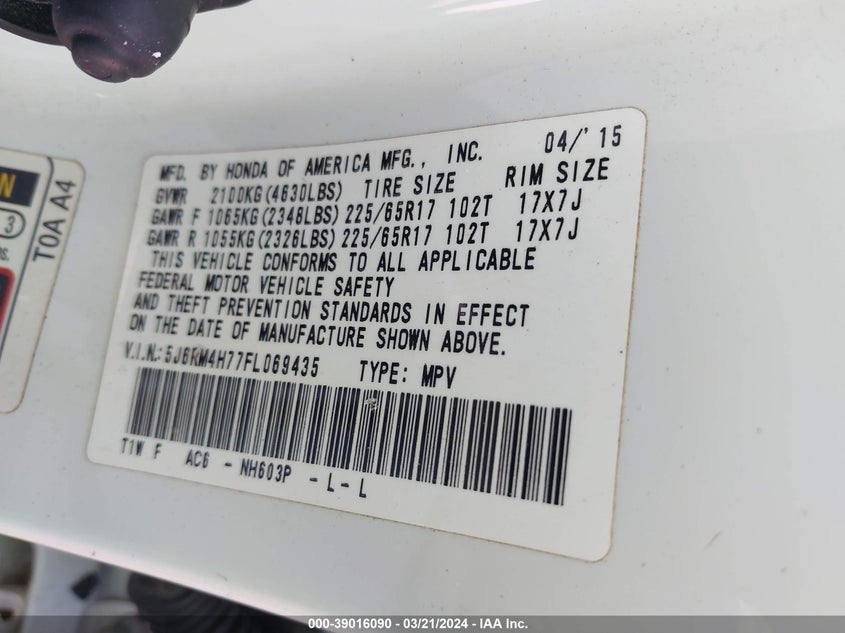 MFD. BY HONDA OF AMERICA MFG., INC. 04/'15
GVWR 2100KG(4630LBS) TIRE SIZE RIM SIZE
GAWR F 1065KG(2348LBS) 225/65R17 102T 17X7J
GAWR R 1055KG(2326LBS) 225/65R17 102T 17X7J
THIS VEHICLE CONFORMS TO ALL APPLICABLE
FEDERAL MOTOR VEHICLE SAFETY
AND THEFT PREVENTION STANDARDS IN EFFECT
ON THE DATE OF MANUFACTURE SHOWN ABOVE.
V.I.N.: 5J6RM4H77FL069435 TYPE: MPV
T1W F AC6 - NH603P - L - L
T0A A4
N
3
000-39016090 - 03/21/2024 - IAA Inc.